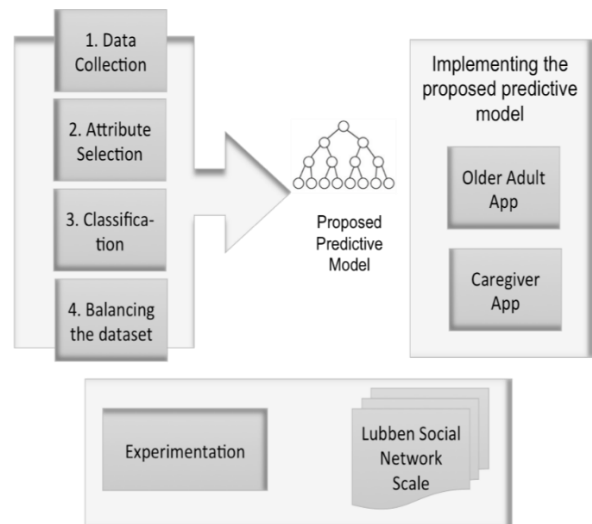 1. Data
Collection
2. Attribute
Selection
3. Classifica-
tion
4. Balancing
the dataset
Proposed
Predictive
Model
Implementing the
proposed predictive
model
Older Adult
App
Caregiver
App
Experimentation
Lubben Social
Network
Scale